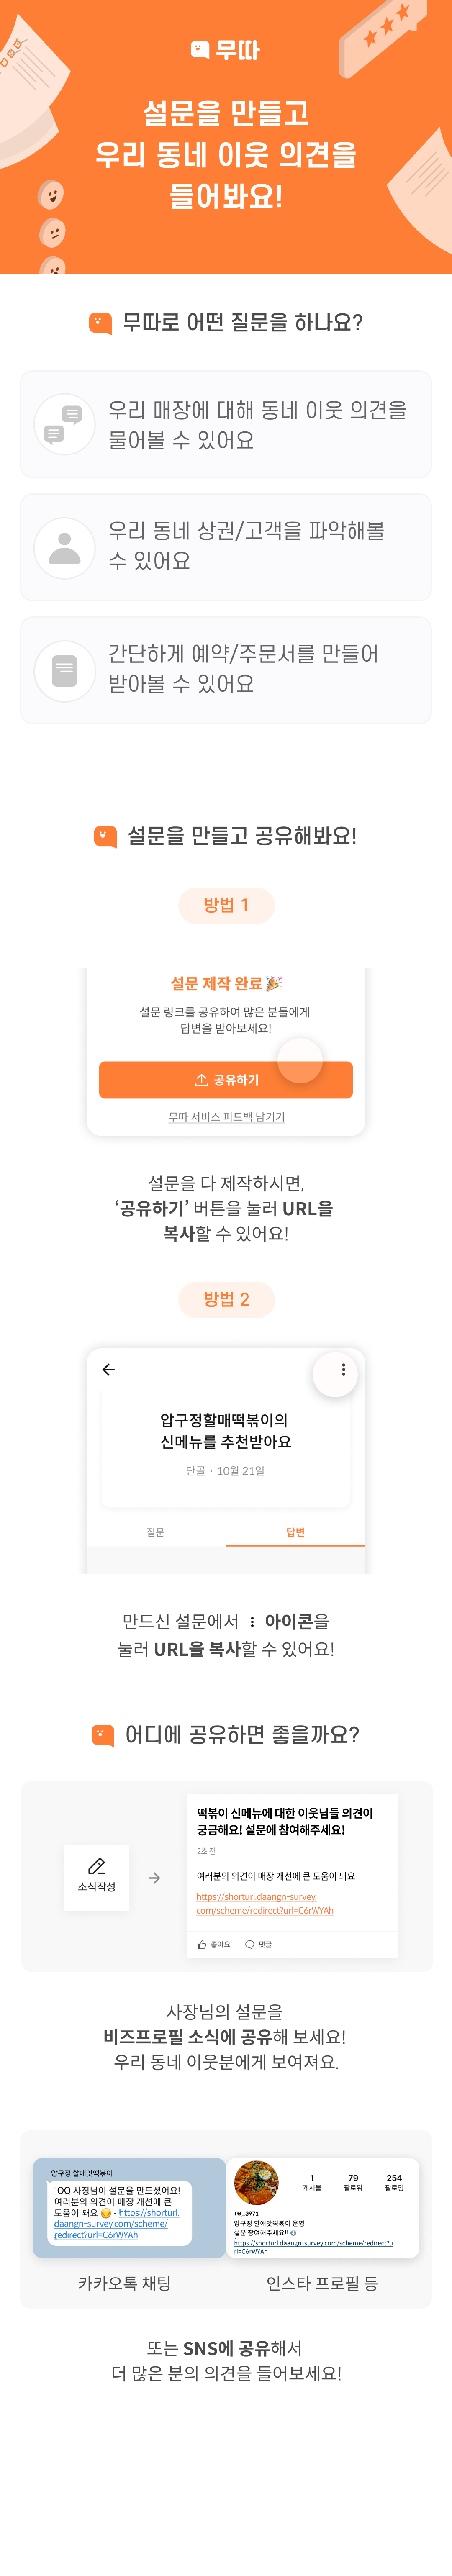 무따
설문을 만들고
우리 동네 이웃 의견을
들어봐요!
무따로 어떤 질문을 하나요?
우리 매장에 대해 동네 이웃 의견을
물어볼 수 있어요
우리 동네 상권/고객을 파악해볼
수 있어요
간단하게 예약/주문서를 만들어
받아볼 수 있어요
설문을 만들고 공유해봐요!
방법 1
설문 제작 완료🎉
설문 링크를 공유하여 많은 분들에게
답변을 받아보세요!
공유하기
무따 서비스 피드백 남기기
설문을 다 제작하시면,
‘공유하기’ 버튼을 눌러 URL을
복사할 수 있어요!
방법 2
압구정할매떡볶이의
신메뉴를 추천받아요
단골 · 10월 21일
질문 답변
만드신 설문에서 ⋮ 아이콘을
눌러 URL을 복사할 수 있어요!
어디에 공유하면 좋을까요?
소식작성
떡볶이 신메뉴에 대한 이웃님들 의견이
궁금해요! 설문에 참여해주세요!
2초 전
여러분의 의견이 매장 개선에 큰 도움이 되요
https://shorturl.daangn-survey.
com/scheme/redirect?url=C6rWYAh
좋아요 댓글
사장님의 설문을
비즈프로필 소식에 공유해 보세요!
우리 동네 이웃분에게 보여져요.
압구정 할애맛떡볶이
OO 사장님이 설문을 만드셨어요!
여러분의 의견이 매장 개선에 큰
도움이 돼요 😊 - https://shorturl.
daangn-survey.com/scheme/
redirect?url=C6rWYAh
1 79 254
게시물 팔로워 팔로잉
re_3971
압구정 할애맛떡볶이 운영
설문 참여해주세요!!
https://shorturl.daangn-survey.com/scheme/redirect?u
rl=C6rWYAh
카카오톡 채팅
인스타 프로필 등
또는 SNS에 공유해서
더 많은 분의 의견을 들어보세요!